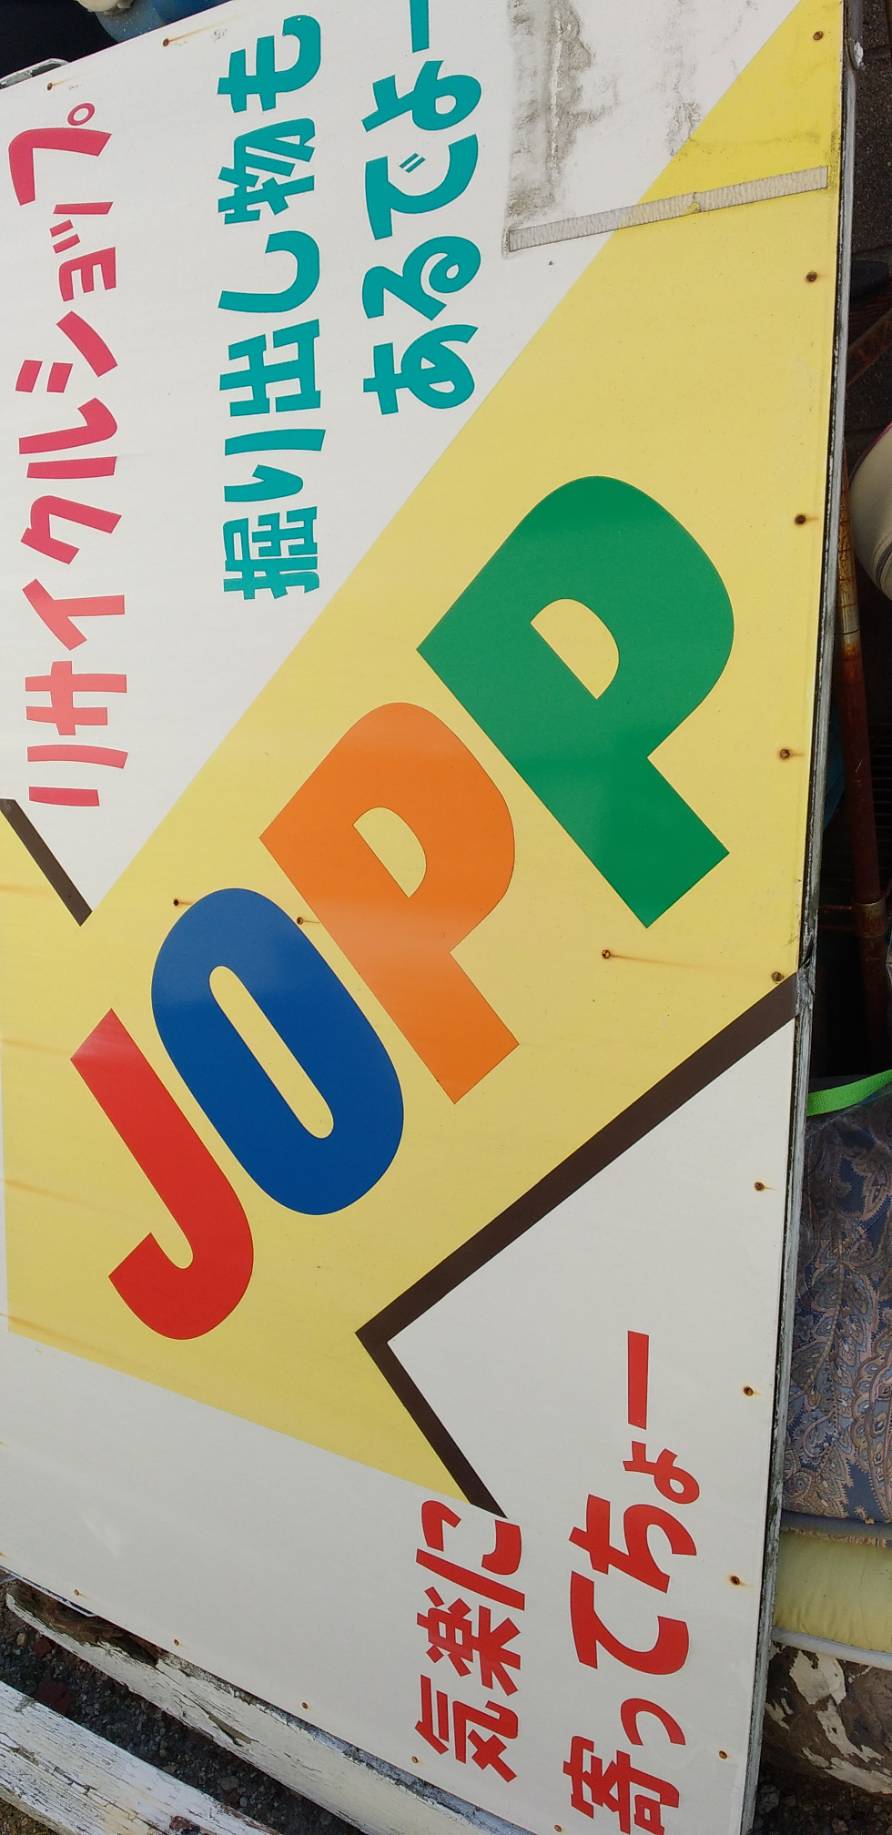 リサイクルショップ
掘り出し物も
あるでよー
JOPP
気楽に
寄ってちょー